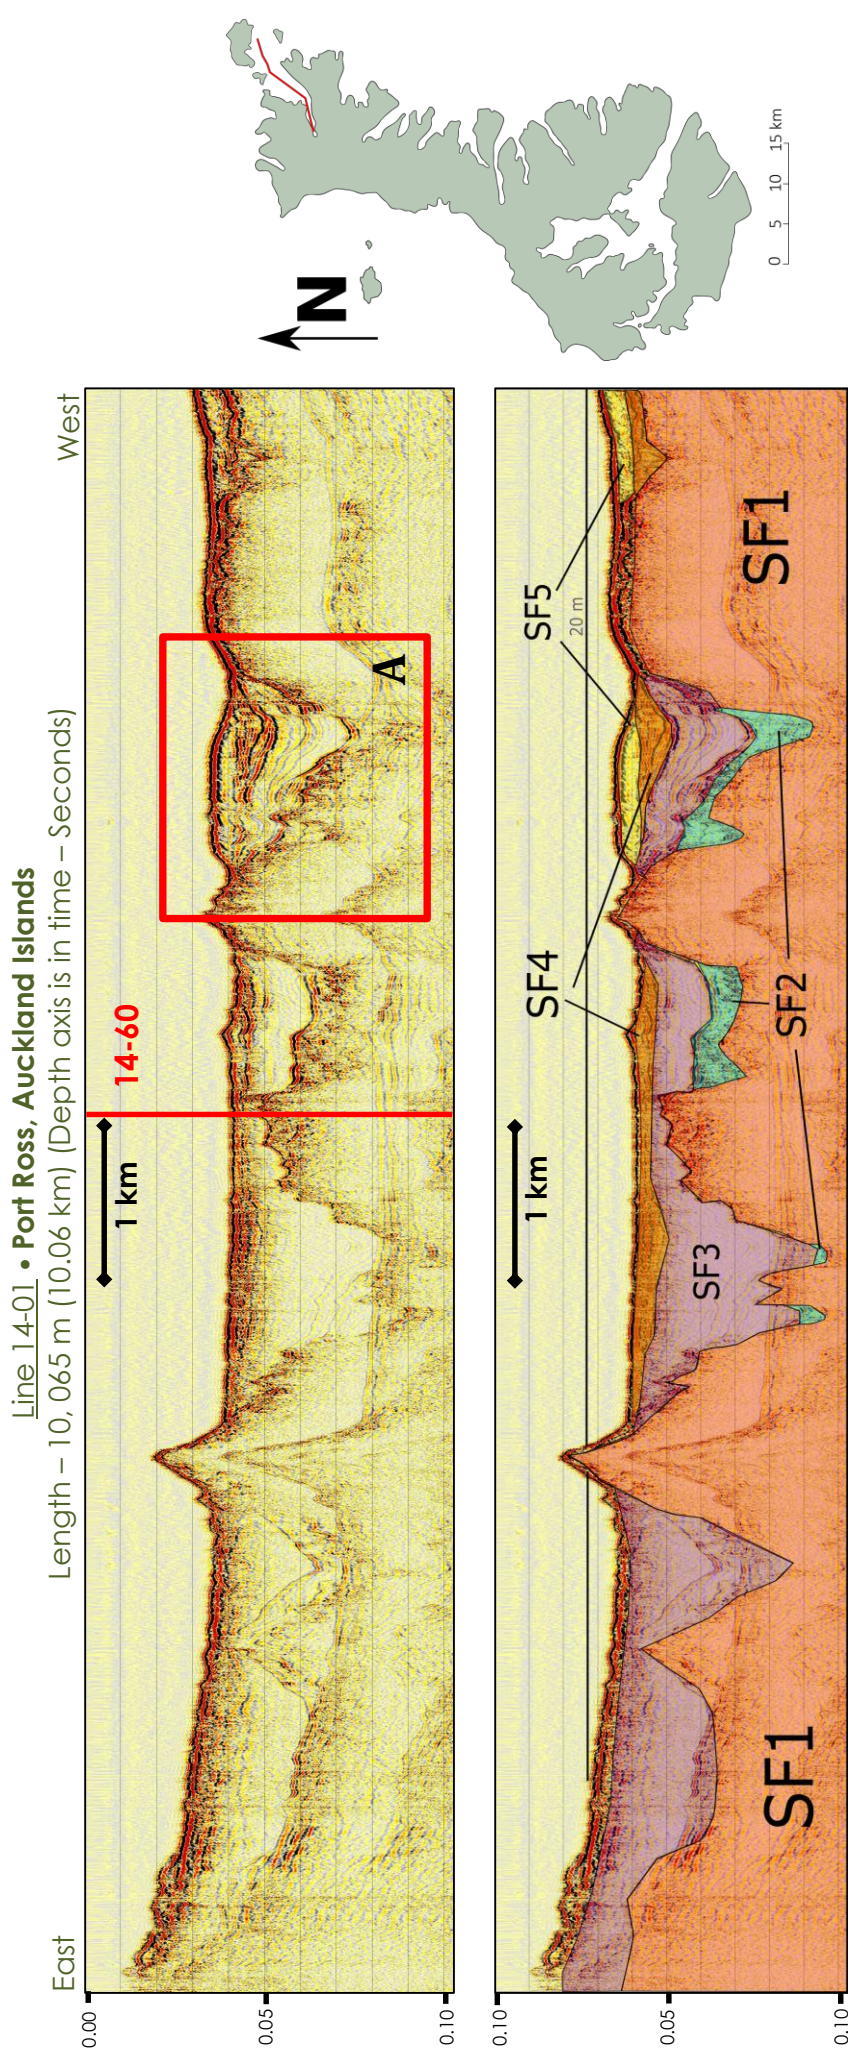 Line 14-01 • Port Ross, Auckland Islands
Length – 10, 065 m (10.06 km) (Depth axis is in time – Seconds)
East
West
0.00
0.05
0.10
1 km
14-60
A
N
0
5
10
15 km
0.10
0.05
0.10
1 km
SF1
SF3
SF4
SF2
SF5
20 m
SF1